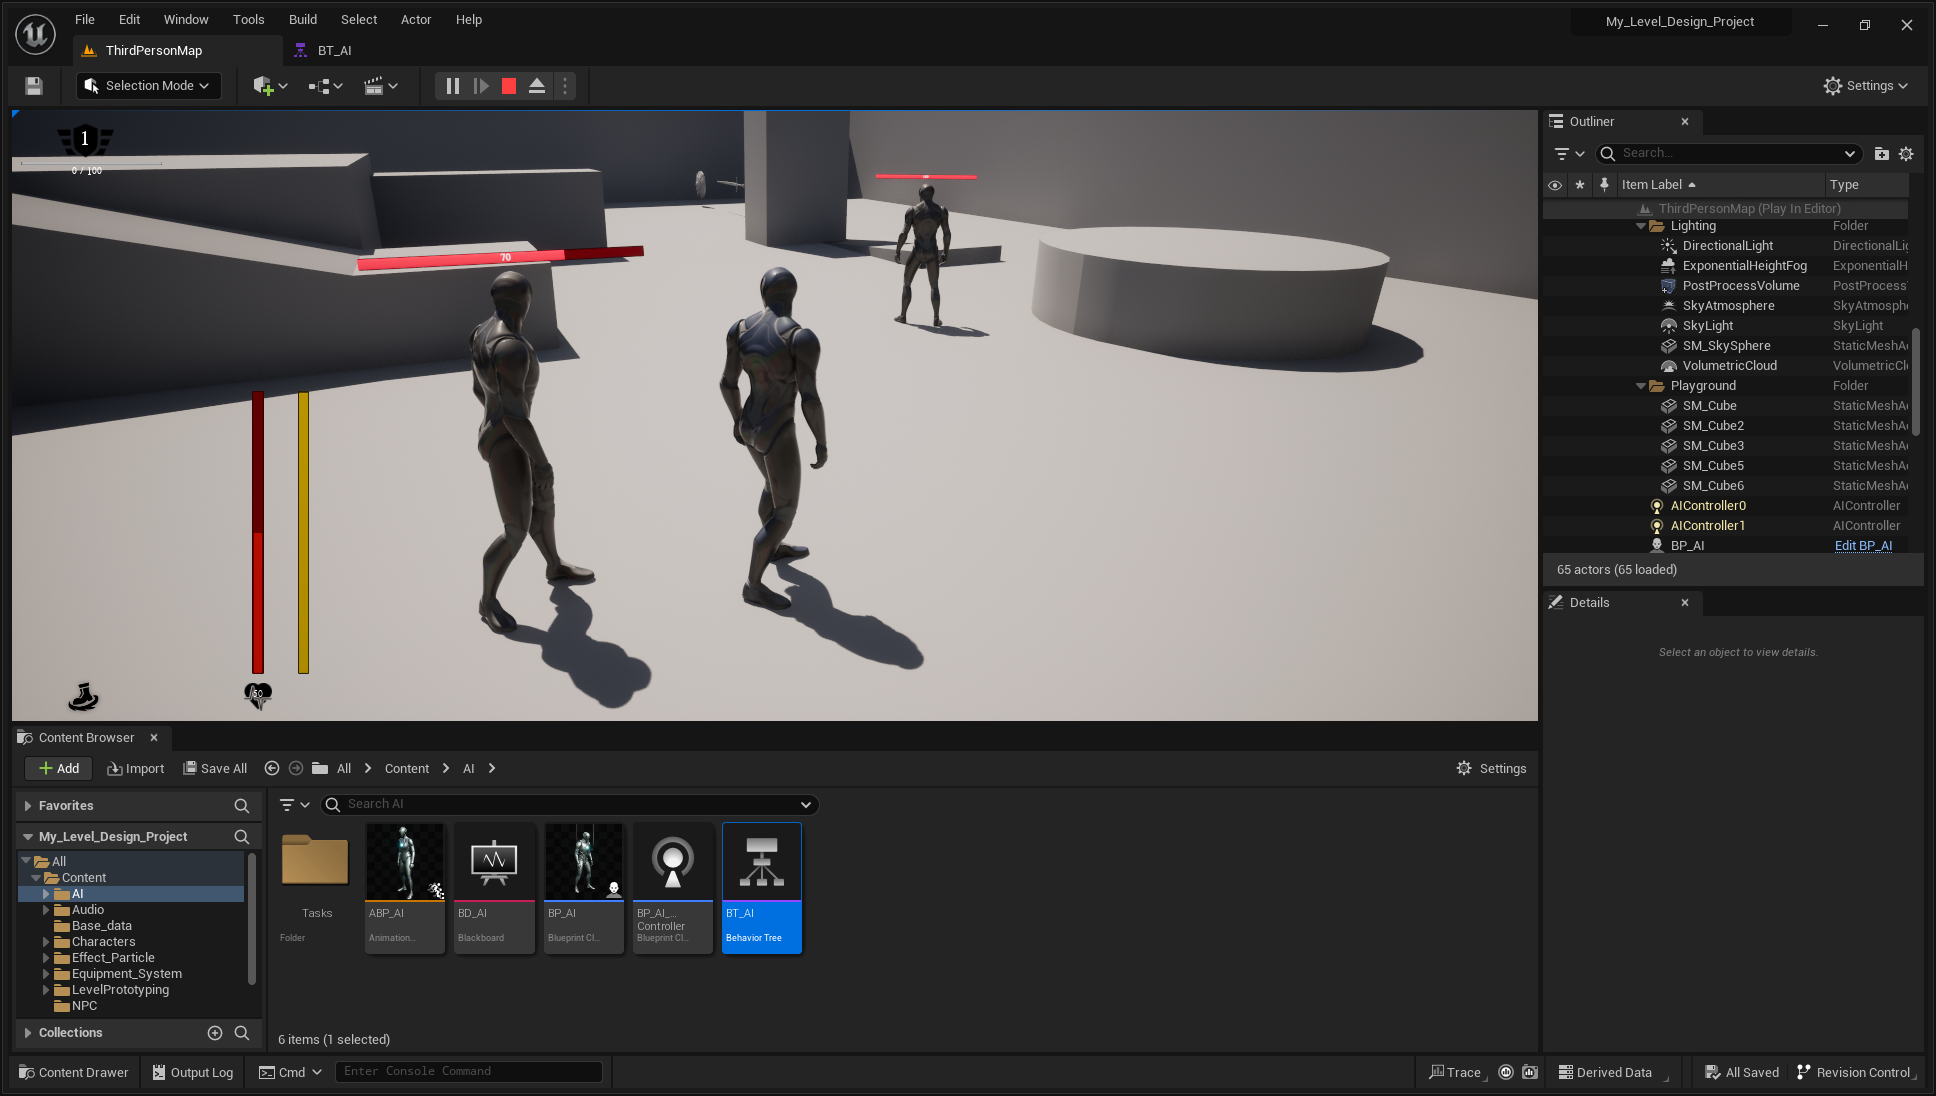 File Edit Window Tools Build Select Actor Help
My_Level_Design_Project
ThirdPersonMap
BT_AI
Selection Mode
Settings
1
0 / 100
70
50
Outliner
Search...
Item Label
Type
ThirdPersonMap (Play In Editor)
Lighting Folder
DirectionalLight DirectionalLig
ExponentialHeightFog ExponentialH
PostProcessVolume PostProcess
SkyAtmosphere SkyAtmosph
SkyLight SkyLight
SM_SkySphere StaticMeshA
VolumetricCloud VolumetricCl
Playground Folder
SM_Cube StaticMeshA
SM_Cube2 StaticMeshA
SM_Cube3 StaticMeshA
SM_Cube5 StaticMeshA
SM_Cube6 StaticMeshA
AIController0 AIController
AIController1 AIController
BP_AI Edit BP_AI
65 actors (65 loaded)
Details
Select an object to view details.
Content Browser
Add Import Save All All Content AI
Settings
Favorites
My_Level_Design_Project
All
Content
AI
Audio
Base_data
Characters
Effect_Particle
Equipment_System
LevelPrototyping
NPC
Collections
Search AI
Tasks
Folder
ABP_AI
Animation...
BD_AI
Blackboard
BP_AI
Blueprint Cl...
BP_AI_...
Controller
Blueprint Cl...
BT_AI
Behavior Tree
6 items (1 selected)
Content Drawer Output Log Cmd Enter Console Command
Trace Derived Data All Saved Revision Control